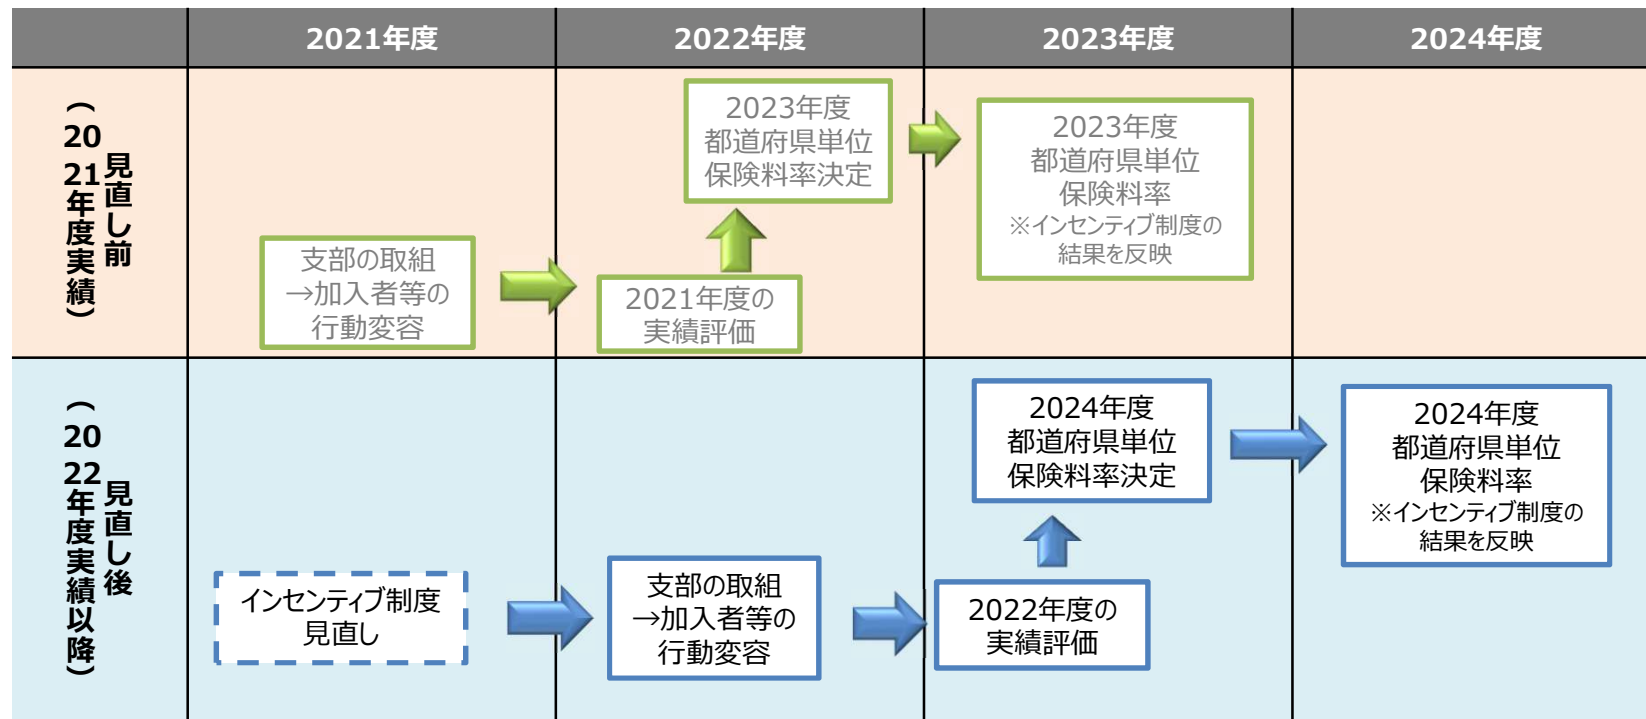 2021年度
2022年度
2023年度
2024年度
見直し前
（2021年度実績）
支部の取組
→加入者等の
行動変容
2021年度の
実績評価
2023年度
都道府県単位
保険料率決定
2023年度
都道府県単位
保険料率
※インセンティブ制度の
結果を反映
見直し後
（2022年度実績以降）
インセンティブ制度
見直し
支部の取組
→加入者等の
行動変容
2022年度の
実績評価
2024年度
都道府県単位
保険料率決定
2024年度
都道府県単位
保険料率
※インセンティブ制度の
結果を反映